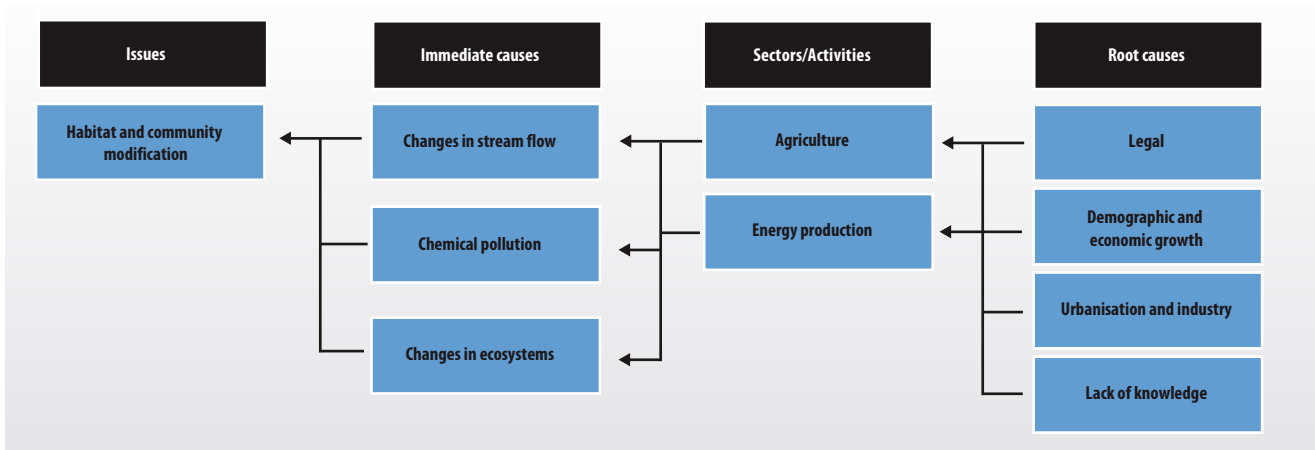 Issues
Immediate causes
Sectors/Activities
Root causes
Habitat and community
modification
Changes in stream flow
Agriculture
Legal
Chemical pollution
Energy production
Demographic and
economic growth
Changes in ecosystems
Urbanisation and industry
Lack of knowledge